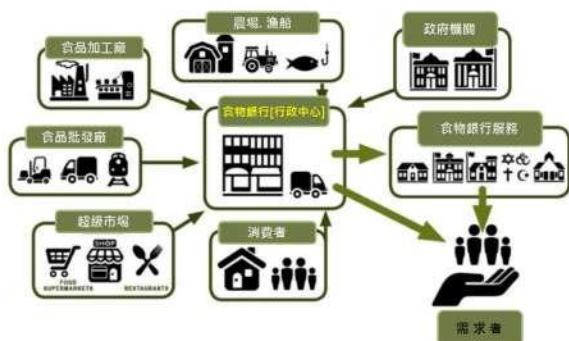 農場. 漁船
政府機關
食品加工廠
食物銀行[行政中心]
食物銀行服務
食品批發廠
超級市場
SHOP
FOOD
SUPERMARKETS
RESTAURANTS
消費者
需求者